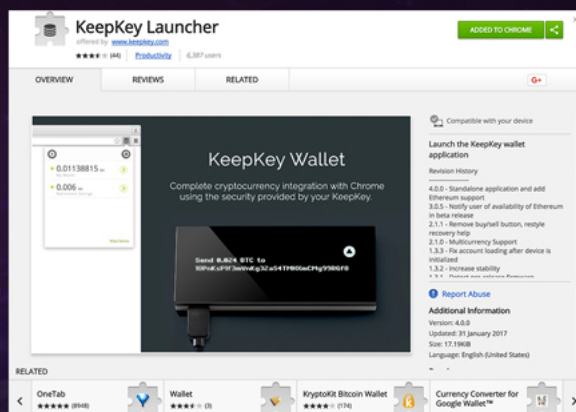 KeepKey Launcher
offered by www.keepkey.com
(44) Productivity 6,387 users
ADDED TO CHROME
OVERVIEW REVIEWS RELATED
G+
0.01138815
0.006
KeepKey Wallet
Complete cryptocurrency integration with Chrome
using the security provided by your KeepKey.
Send 0.024 BTC to
Compatible with your device
Launch the KeepKey wallet
application
Revision History
4.0.0 - Standalone application and add
Ethereum support
3.0.5 - Notify user of availability of Ethereum
in beta release
2.1.1 - Remove buy/sell button, restyle
recovery help
2.1.0 - Multicurrency Support
1.3.3 - Fix account loading after device is
initialized
1.3.2 - Increase stability
Report Abuse
Additional Information
Version: 4.0.0
Updated: 31 January 2017
Size: 17.19KiB
Language: English (United States)
RELATED
OneTab
(8948)
Wallet
(3)
KryptoKit Bitcoin Wallet
(174)
Currency Converter for
Google Wallet™